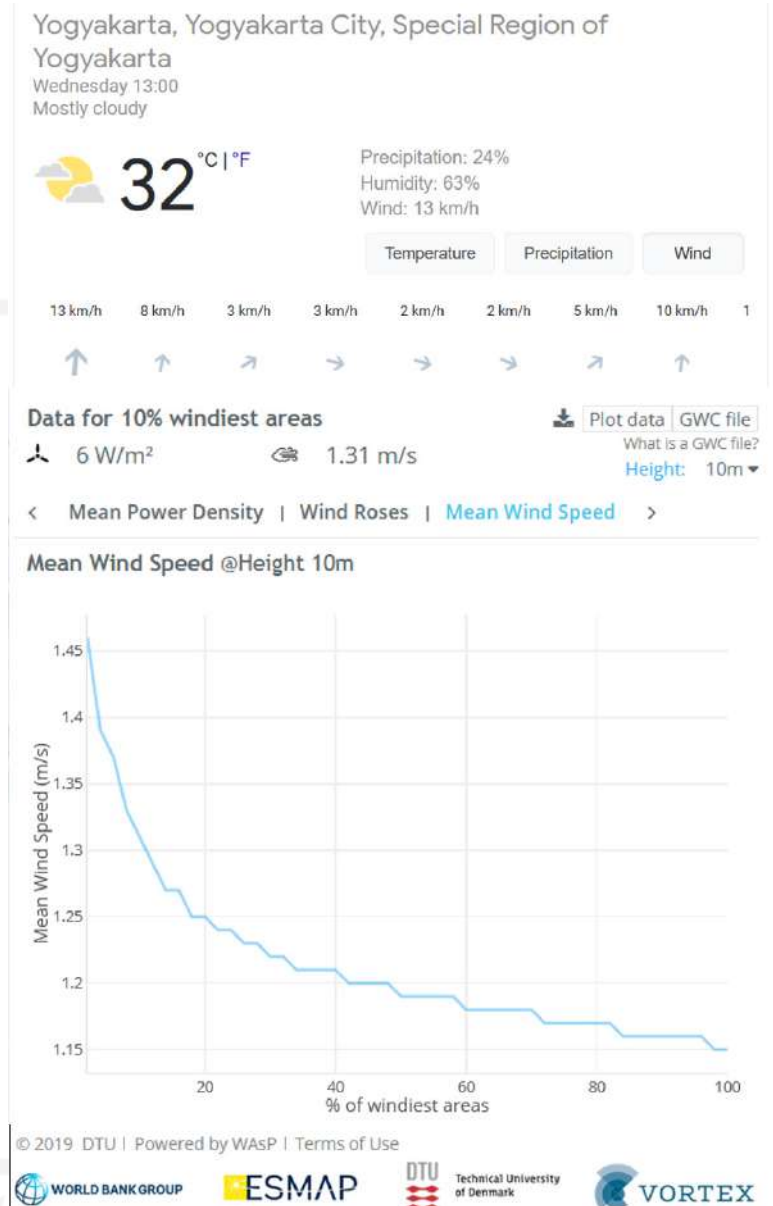 Yogyakarta, Yogyakarta City, Special Region of
Yogyakarta
Wednesday 13:00
Mostly cloudy
32 °C | °F
Precipitation: 24%
Humidity: 63%
Wind: 13 km/h
Temperature Precipitation Wind
13 km/h 8 km/h 3 km/h 3 km/h 2 km/h 2 km/h 5 km/h 10 km/h 1
Data for 10% windiest areas
Plot data GWC file
6 W/m² 1.31 m/s
What is a GWC file?
Height: 10m
< Mean Power Density | Wind Roses | Mean Wind Speed >
Mean Wind Speed @Height 10m
Mean Wind Speed (m/s)
1.45
1.4
1.35
1.3
1.25
1.2
1.15
20 40 60 80 100
% of windiest areas
© 2019 DTU | Powered by WAsP | Terms of Use
WORLD BANK GROUP
ESMAP
DTU
Technical University
of Denmark
VORTEX